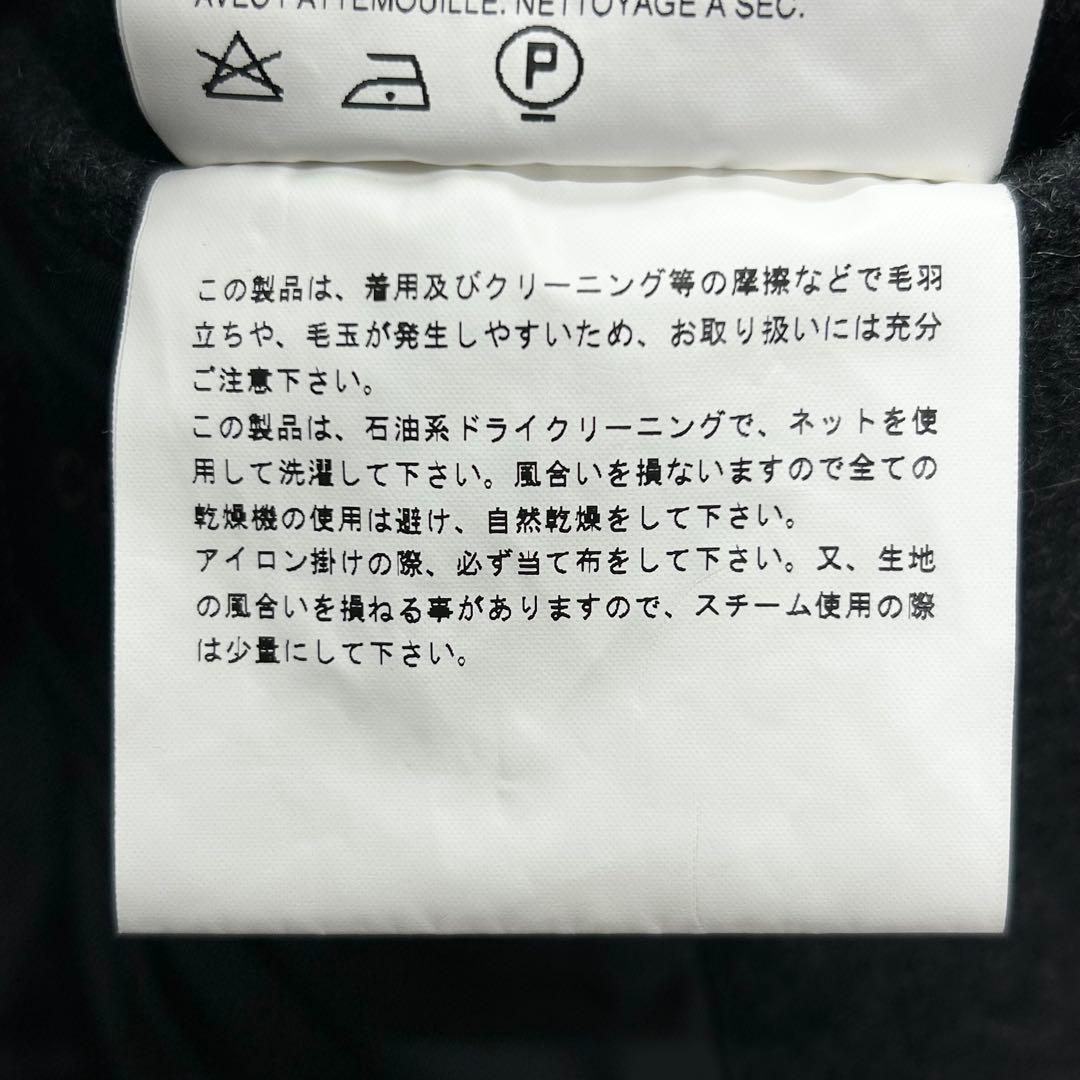 AVEC PATTEMOUILLE. NETTOYAGE A SEC.
P
この製品は、着用及びクリーニング等の摩擦などで毛羽
立ちや、毛玉が発生しやすいため、お取り扱いには充分
ご注意下さい。
この製品は、石油系ドライクリーニングで、ネットを使
用して洗濯して下さい。風合いを損ないますので全ての
乾燥機の使用は避け、自然乾燥をして下さい。
アイロン掛けの際、必ず当て布をして下さい。又、生地
の風合いを損ねる事がありますので、スチーム使用の際
は少量にして下さい。